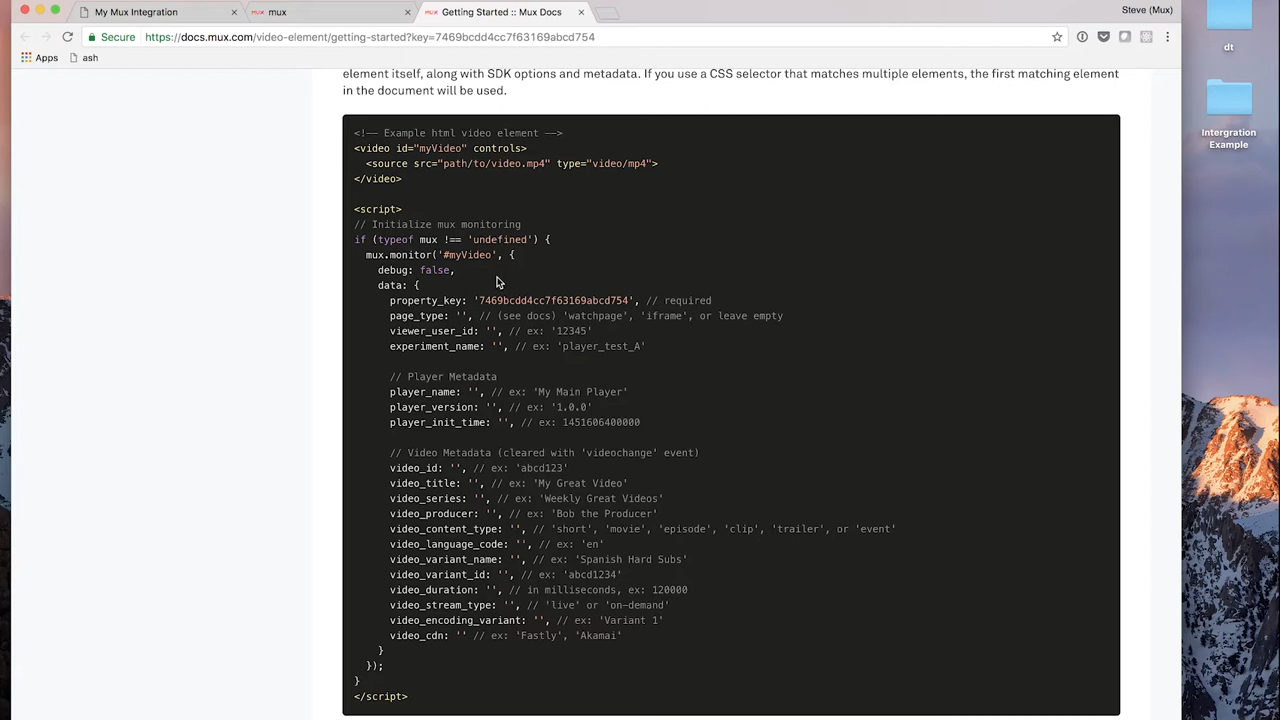 My Mux Integration
mux
Getting Started :: Mux Docs
Steve (Mux)
Secure
https://docs.mux.com/video-element/getting-started?key=7469bcdd4cc7f63169abcd754
Apps
ash
dt
Intergration
Example
element itself, along with SDK options and metadata. If you use a CSS selector that matches multiple elements, the first matching element
in the document will be used.
<!-- Example html video element -->
<video id="myVideo" controls>
<source src="path/to/video.mp4" type="video/mp4">
</video>
<script>
// Initialize mux monitoring
if (typeof mux !== 'undefined') {
mux.monitor('#myVideo', {
debug: false,
data: {
property_key: '7469bcdd4cc7f63169abcd754', // required
page_type: '', // (see docs) 'watchpage', 'iframe', or leave empty
viewer_user_id: '', // ex: '12345'
experiment_name: '', // ex: 'player_test_A'
// Player Metadata
player_name: '', // ex: 'My Main Player'
player_version: '', // ex: '1.0.0'
player_init_time: '', // ex: 1451606400000
// Video Metadata (cleared with 'videochange' event)
video_id: '', // ex: 'abcd123'
video_title: '', // ex: 'My Great Video'
video_series: '', // ex: 'Weekly Great Videos'
video_producer: '', // ex: 'Bob the Producer'
video_content_type: '', // 'short', 'movie', 'episode', 'clip', 'trailer', or 'event'
video_language_code: '', // ex: 'en'
video_variant_name: '', // ex: 'Spanish Hard Subs'
video_variant_id: '', // ex: 'abcd1234'
video_duration: '', // in milliseconds, ex: 120000
video_stream_type: '', // 'live' or 'on-demand'
video_encoding_variant: '', // ex: 'Variant 1'
video_cdn: '' // ex: 'Fastly', 'Akamai'
}
});
}
</script>